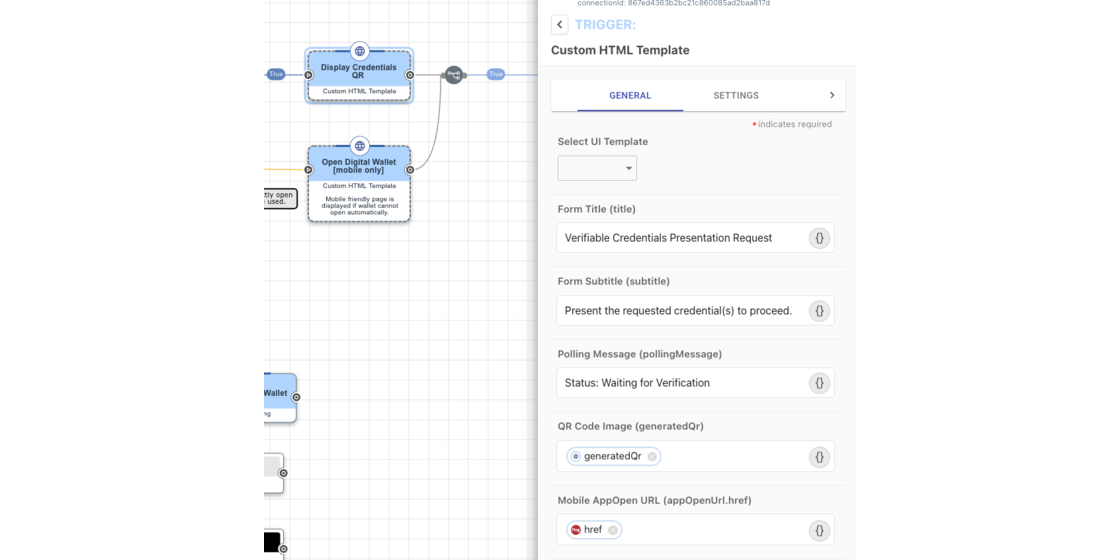 connectionId: 867ed4363b2bc21c860085ad2baa817d
TRIGGER:
Custom HTML Template
GENERAL
SETTINGS
* indicates required
Select UI Template
Form Title (title)
Verifiable Credentials Presentation Request
{}
Form Subtitle (subtitle)
Present the requested credential(s) to proceed.
{}
Polling Message (pollingMessage)
Status: Waiting for Verification
{}
QR Code Image (generatedQr)
generatedQr
{}
Mobile AppOpen URL (appOpenUrl.href)
Ping
href
{}
True
Display Credentials
QR
Custom HTML Template
True
Open Digital Wallet
[mobile only]
Custom HTML Template
Mobile friendly page is
displayed if wallet cannot
open automatically.
tly open
used.
Wallet
ng